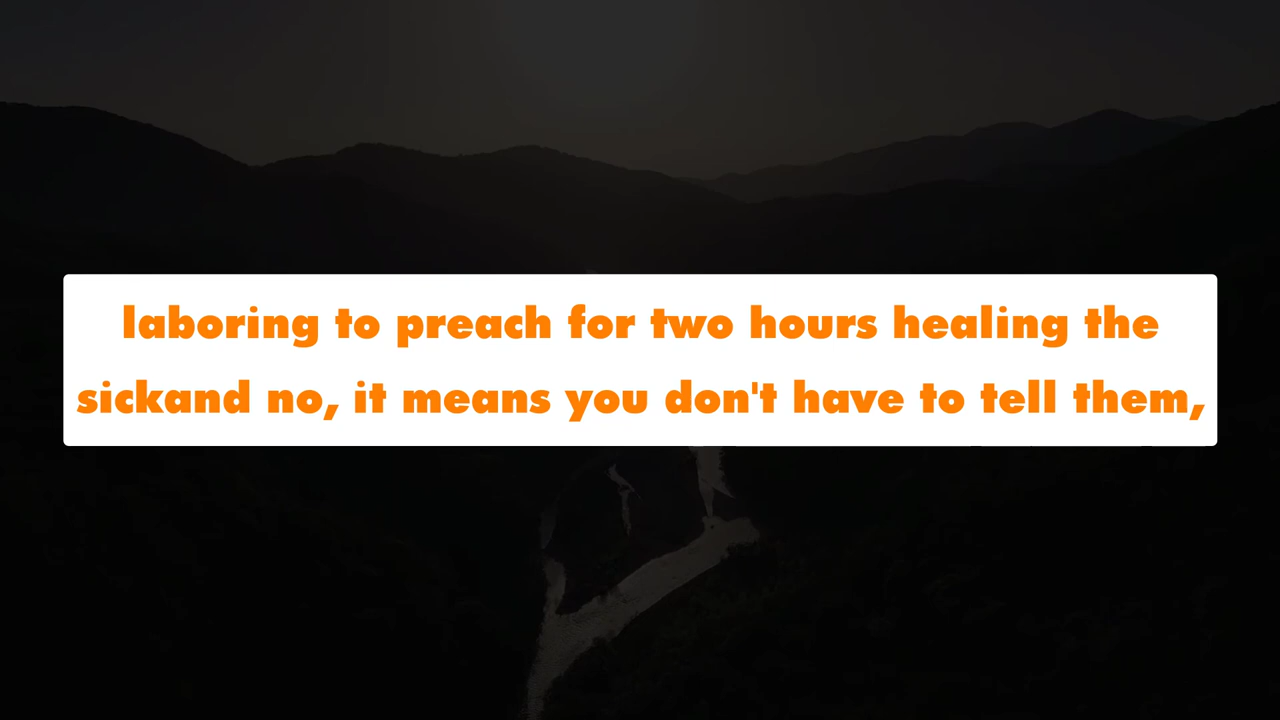 laboring to preach for two hours healing the
sickand no, it means you don't have to tell them,